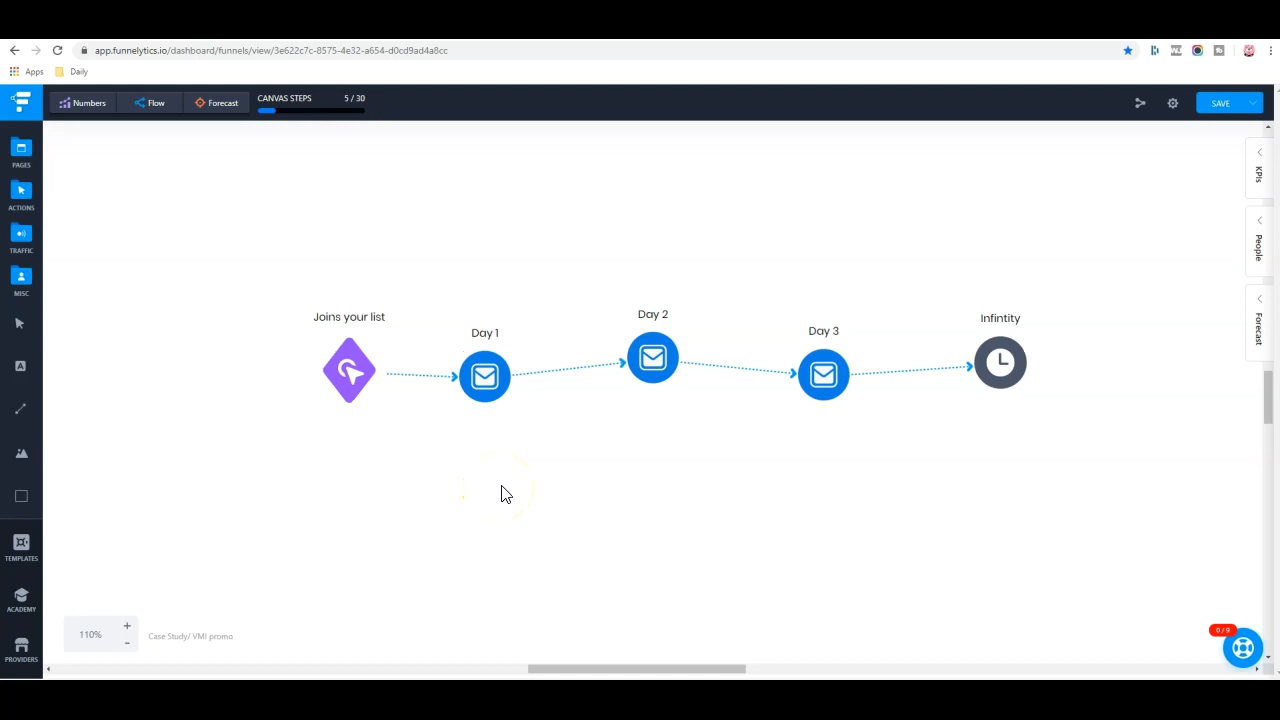 app.funnelytics.io/dashboard/funnels/view/3e622c7c-8575-4e32-a654-d0cd9ad4a8cc
Apps
Daily
Numbers
Flow
Forecast
CANVAS STEPS
5 / 30
SAVE
PAGES
ACTIONS
TRAFFIC
MISC
TEMPLATES
ACADEMY
PROVIDERS
KPIs
People
Forecast
Joins your list
Day 1
Day 2
Day 3
Infintity
110%
+
-
Case Study/ VMI promo
0 / 9